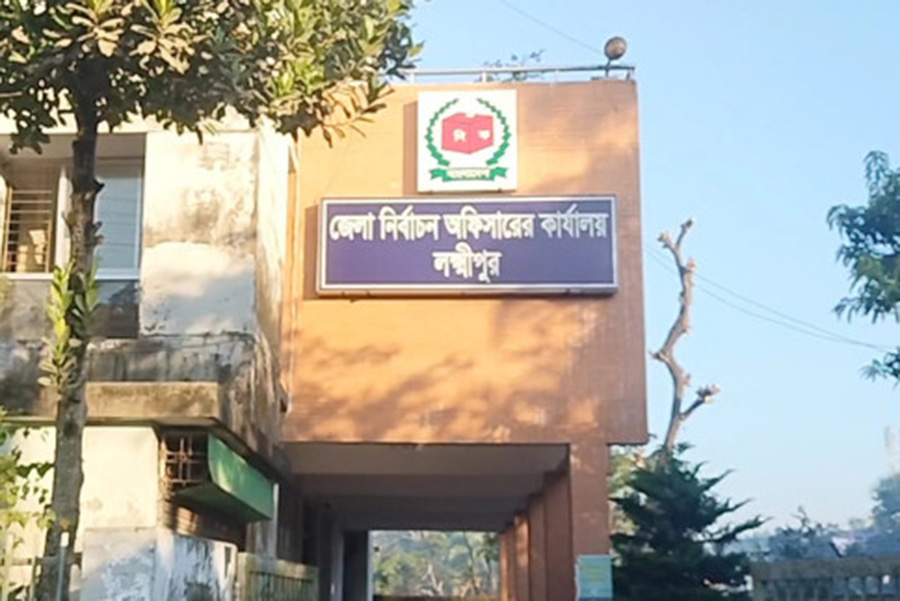 নি ক
জেলা নির্বাচন অফিসারের কার্যালয়
লক্ষ্মীপুর